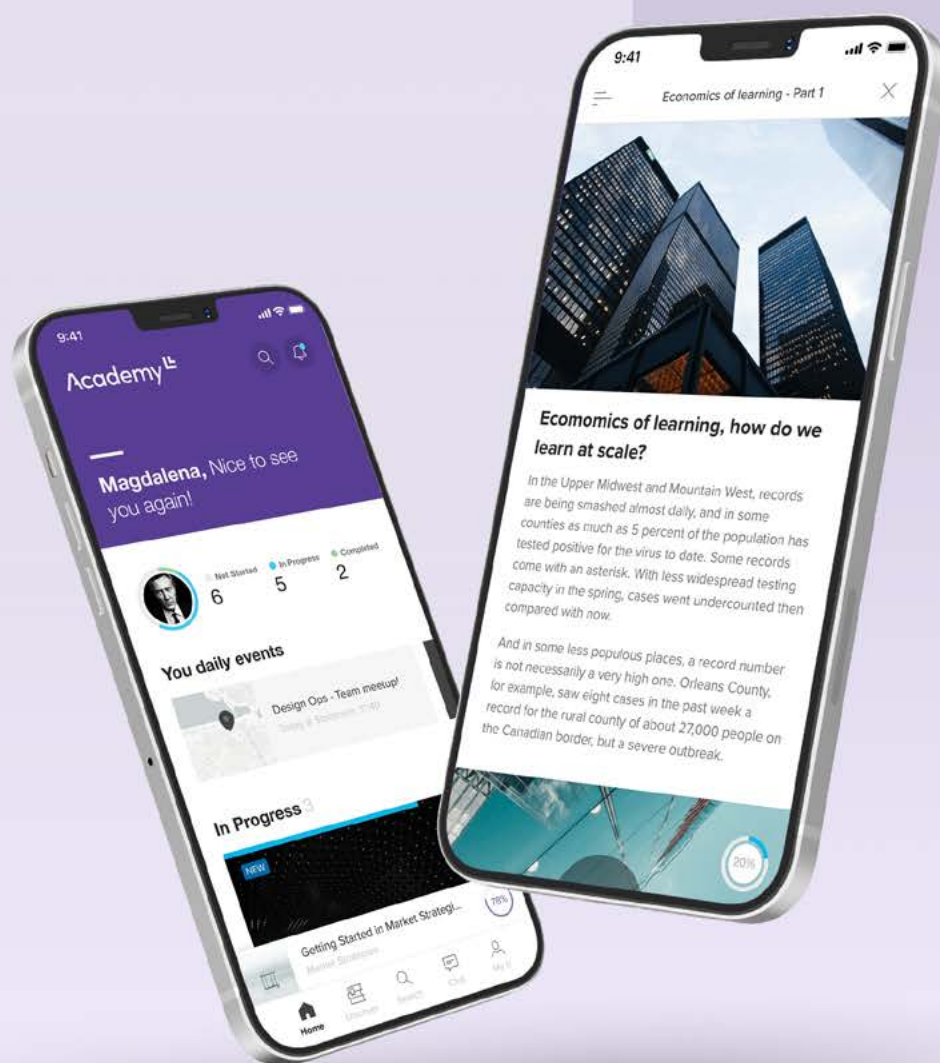 9:41
Academy
Magdalena, Nice to see
you again!
Not Started
6
In Progress
5
Completed
2
You daily events
Design Ops - Team meetup!
In Progress 3
NEW
Getting Started in Market Strategi...
Market Strategies
78%
Home
Discover
Search
Chat
9:41
Economics of learning - Part 1
Ecomomics of learning, how do we
learn at scale?
In the Upper Midwest and Mountain West, records
are being smashed almost daily, and in some
counties as much as 5 percent of the population has
tested positive for the virus to date. Some records
come with an asterisk. With less widespread testing
capacity in the spring, cases went undercounted then
compared with now.
And in some less populous places, a record number
is not necessarily a very high one. Orleans County,
for example, saw eight cases in the past week a
record for the rural county of about 27,000 people on
the Canadian border, but a severe outbreak.
20%